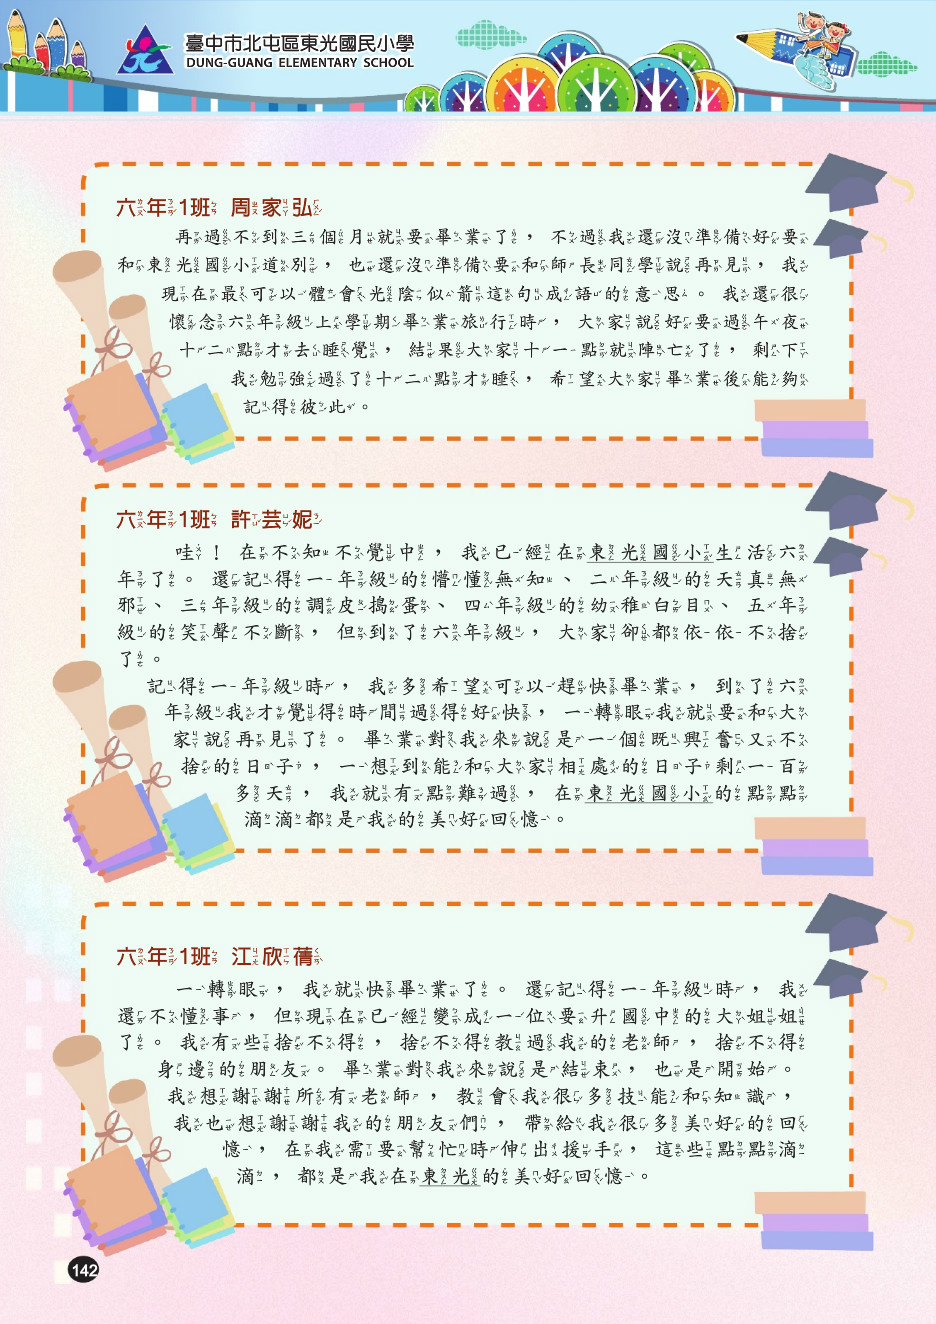 臺中市北屯區東光國民小學
DUNG-GUANG ELEMENTARY SCHOOL
六年1班 周家弘
再過不到三個月就要畢業了，不過我還沒準備好要
和東光國小道別，也還沒準備要和師長同學說再見，我
現在最可以體會光陰似箭這句成語的意思。我還很
懷念六年級上學期畢業旅行時，大家說好要過午夜
十二點才去睡覺，結果大家十一點就陣亡了，剩下
我勉強過了十二點才睡，希望大家畢業後能夠
記得彼此。
六年1班 許芸妮
哇！在不知不覺中，我已經在東光國小生活六
年了。還記得一年級的懵懂無知、二年級的天真無
邪、三年級的調皮搗蛋、四年級的幼稚白目、五年
級的笑聲不斷，但到了六年級，大家卻都依依不捨
了。
記得一年級時，我多希望可以趕快畢業，到了六
年級我才覺得時間過得好快，一轉眼我就要和大
家說再見了。畢業對我來說是一個既興奮又不
捨的日子，一想到能和大家相處的日子剩一百
多天，我就有點難過，在東光國小的點點
滴滴都是我的美好回憶。
六年1班 江欣蒨
一轉眼，我就快畢業了。還記得一年級時，我
還不懂事，但現在已經變成一位要升國中的大姐姐
了。我有些捨不得，捨不得教過我的老師，捨不得
身邊的朋友。畢業對我來說是結束，也是開始。
我想謝謝所有老師，教會我很多技能和知識，
我也想謝謝我的朋友們，帶給我很多美好的回
憶，在我需要幫忙時伸出援手，這些點點滴
滴，都是我在東光的美好回憶。
142